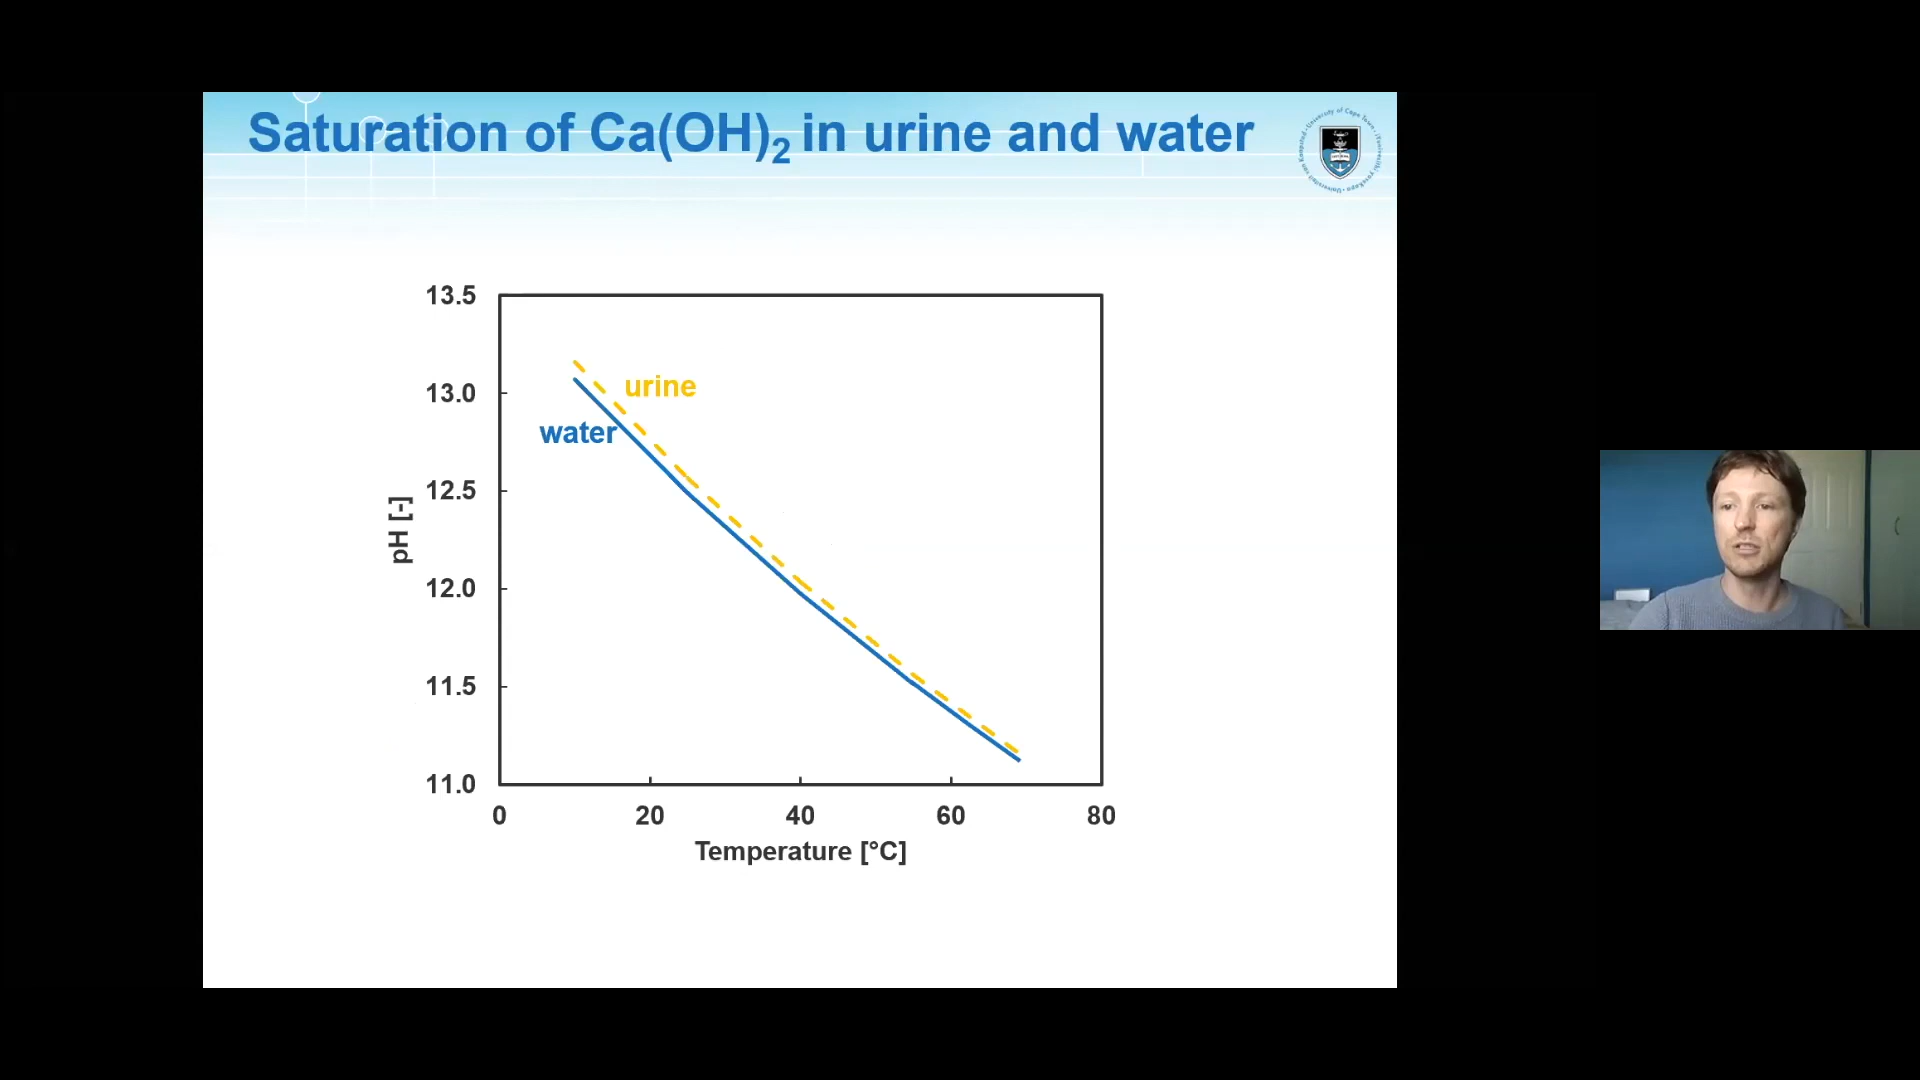 Saturation of Ca(OH)₂ in urine and water
13.5
13.0
12.5
12.0
11.5
11.0
pH [-]
urine
water
0 20 40 60 80
Temperature [°C]